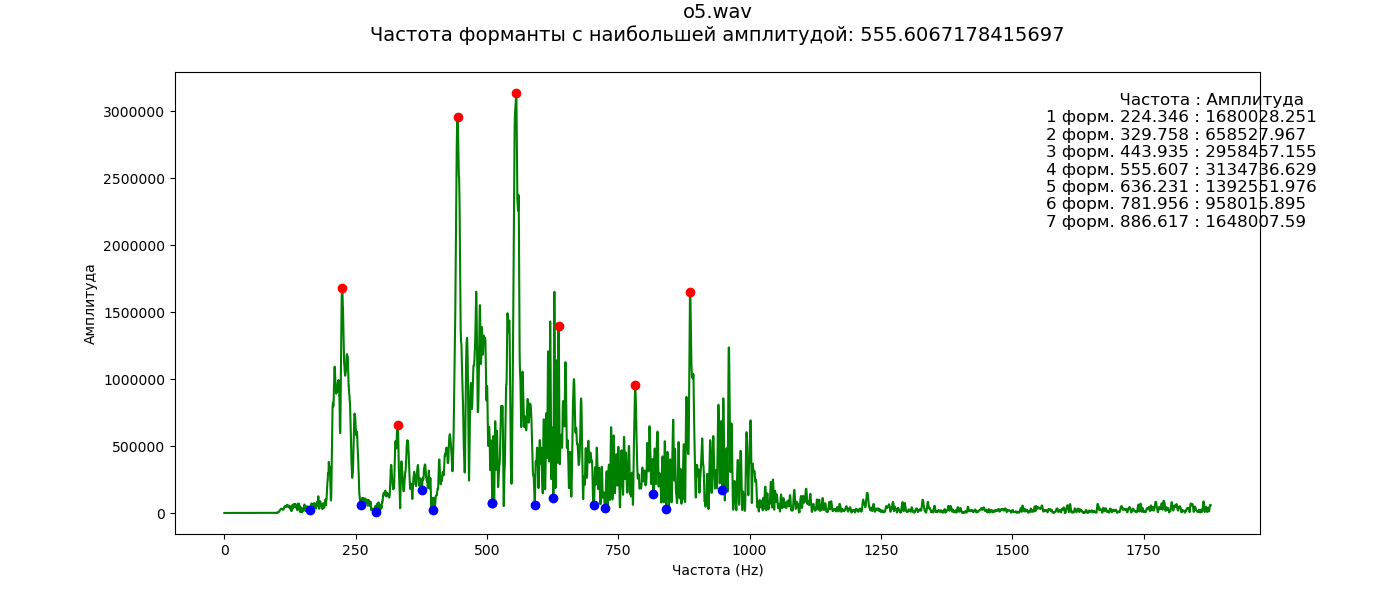 o5.wav
Частота форманты с наибольшей амплитудой: 555.6067178415697
Частота : Амплитуда
1 форм. 224.346 : 1680028.251
2 форм. 329.758 : 658527.967
3 форм. 443.935 : 2958457.155
4 форм. 555.607 : 3134736.629
5 форм. 636.231 : 1392551.976
6 форм. 781.956 : 958015.895
7 форм. 886.617 : 1648007.59
Амплитуда
3000000
2500000
2000000
1500000
1000000
500000
0
0 250 500 750 1000 1250 1500 1750
Частота (Hz)